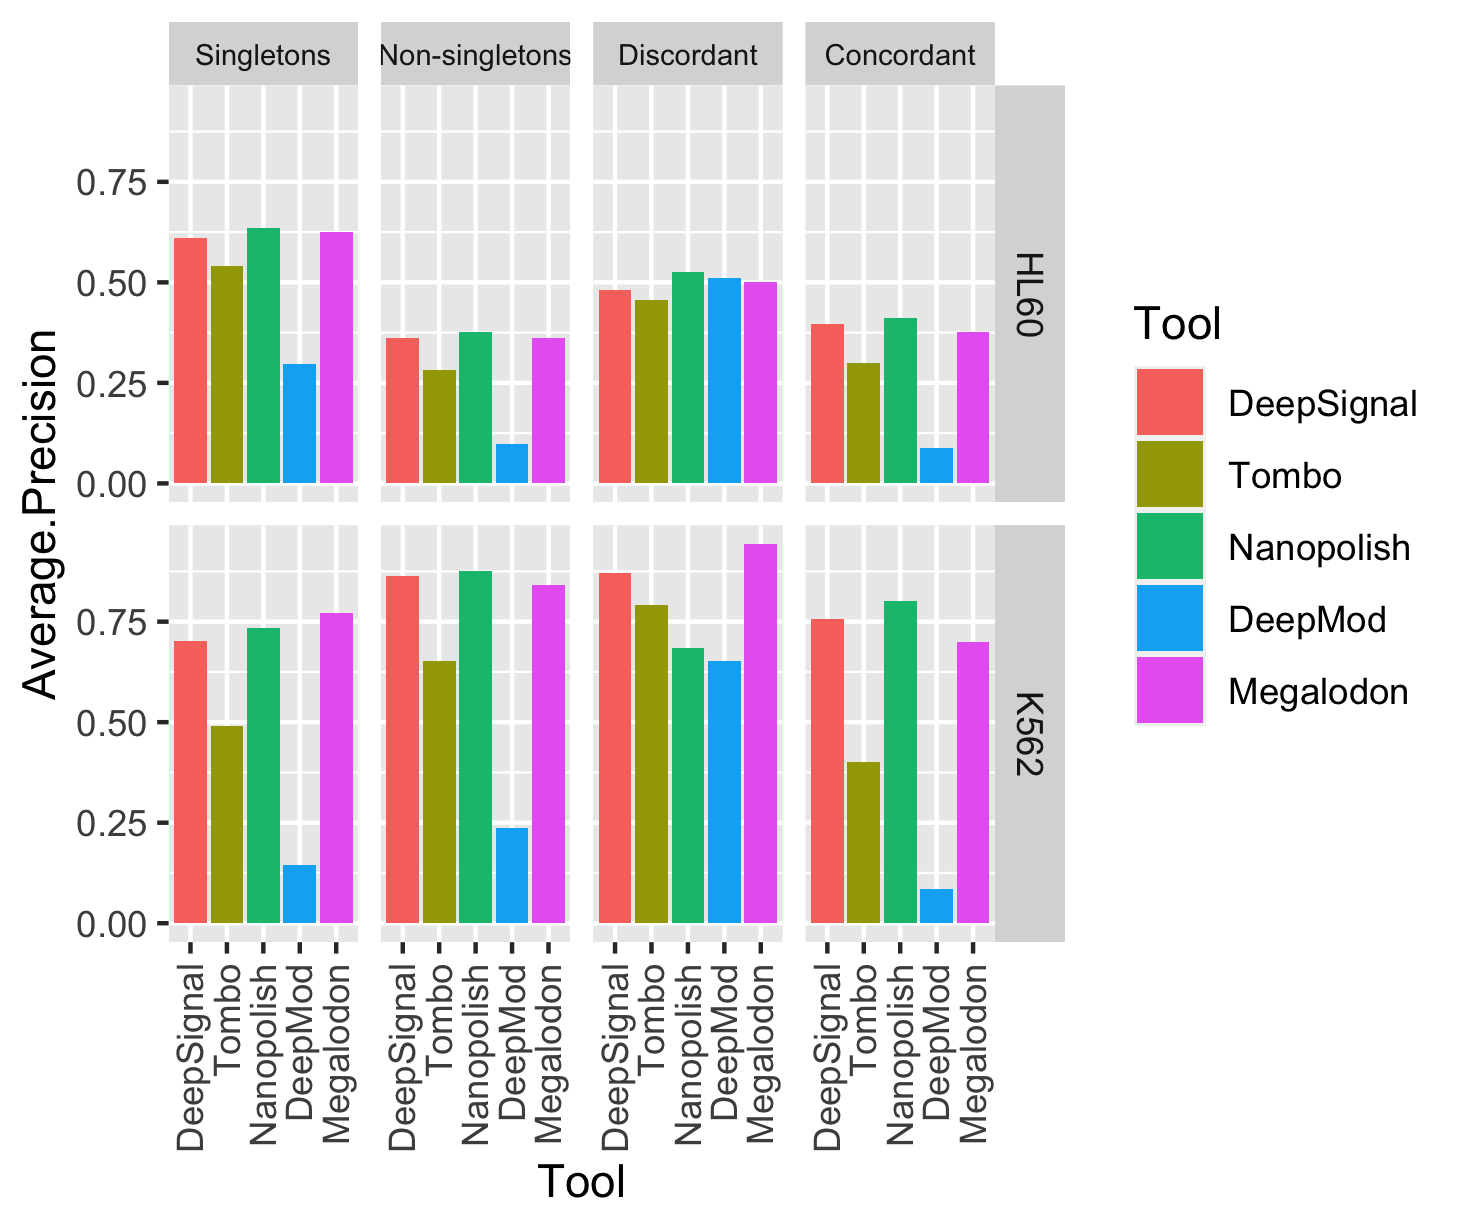 Singletons
Non-singletons
Discordant
Concordant
Average.Precision
0.75
0.50
0.25
0.00
HL60
0.75
0.50
0.25
0.00
K562
DeepSignal
Tombo
Nanopolish
DeepMod
Megalodon
DeepSignal
Tombo
Nanopolish
DeepMod
Megalodon
DeepSignal
Tombo
Nanopolish
DeepMod
Megalodon
DeepSignal
Tombo
Nanopolish
DeepMod
Megalodon
Tool
Tool
DeepSignal
Tombo
Nanopolish
DeepMod
Megalodon